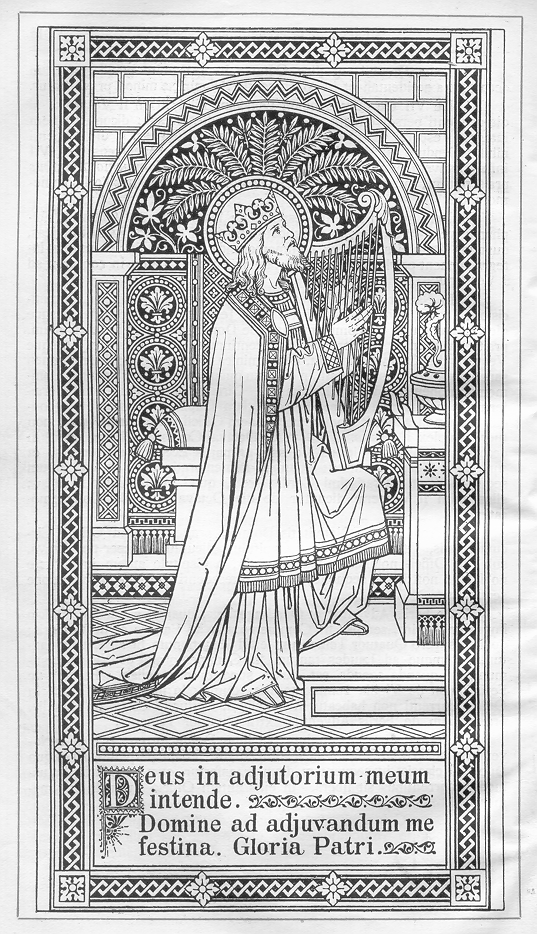 Deus in adjutorium meum
intende.
Domine ad adjuvandum me
festina. Gloria Patri.